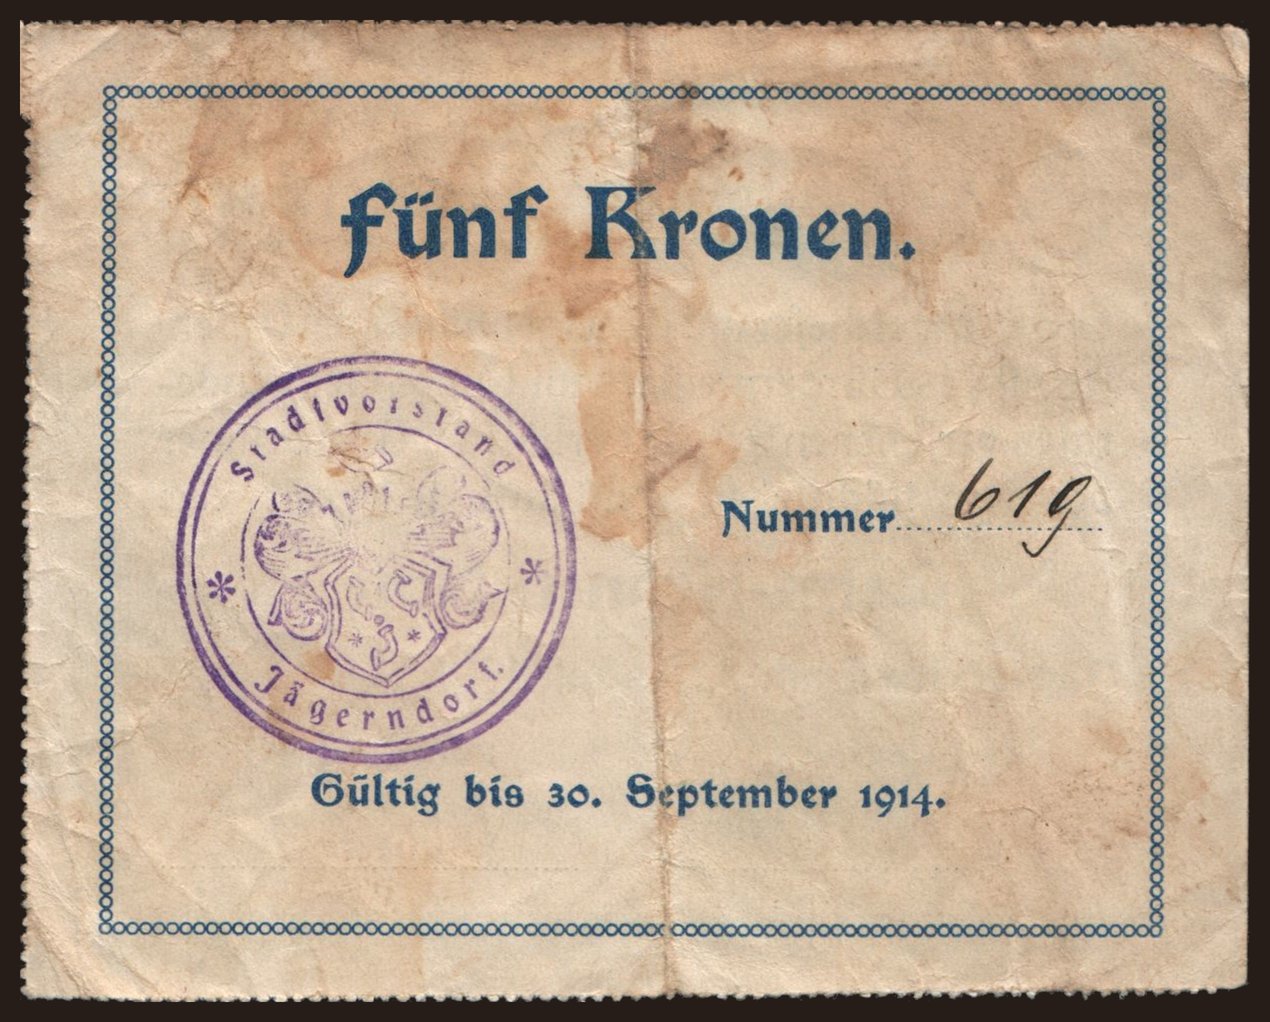 Fünf Kronen.
Stadtvorstand
Nummer 619
* *
Jägerndorf.
Gültig bis 30. September 1914.